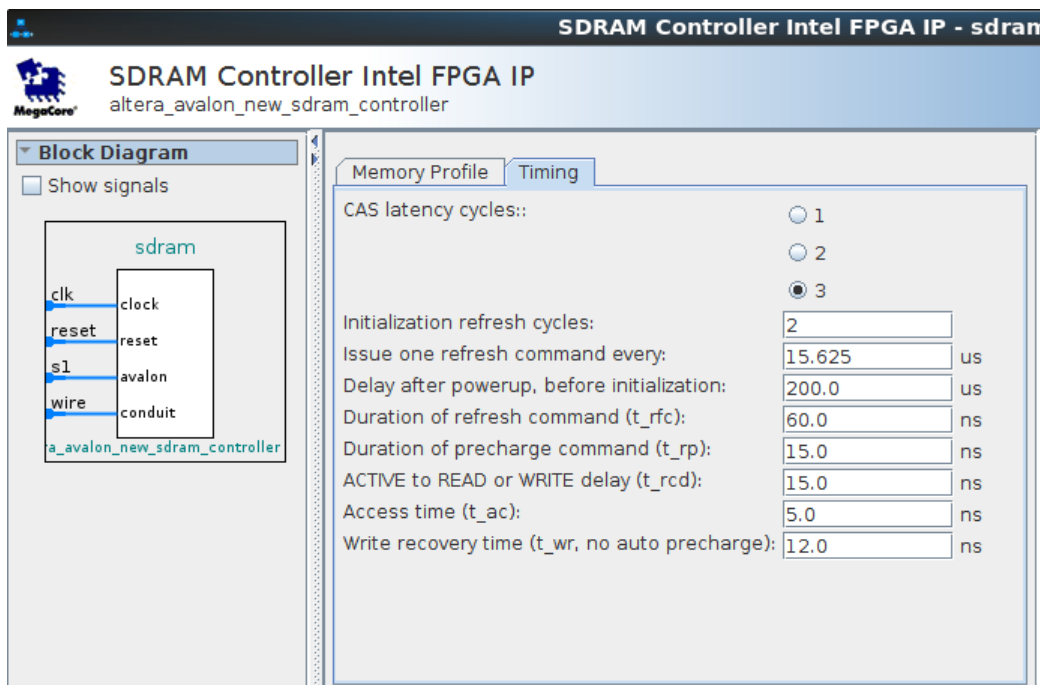 SDRAM Controller Intel FPGA IP - sdram
MegaCore®
SDRAM Controller Intel FPGA IP
altera_avalon_new_sdram_controller
Block Diagram
Show signals
sdram
clk
clock
reset
reset
s1
avalon
wire
conduit
ra_avalon_new_sdram_controller
Memory Profile
Timing
CAS latency cycles::
1
2
3
Initialization refresh cycles: 2
Issue one refresh command every: 15.625 us
Delay after powerup, before initialization: 200.0 us
Duration of refresh command (t_rfc): 60.0 ns
Duration of precharge command (t_rp): 15.0 ns
ACTIVE to READ or WRITE delay (t_rcd): 15.0 ns
Access time (t_ac): 5.0 ns
Write recovery time (t_wr, no auto precharge): 12.0 ns